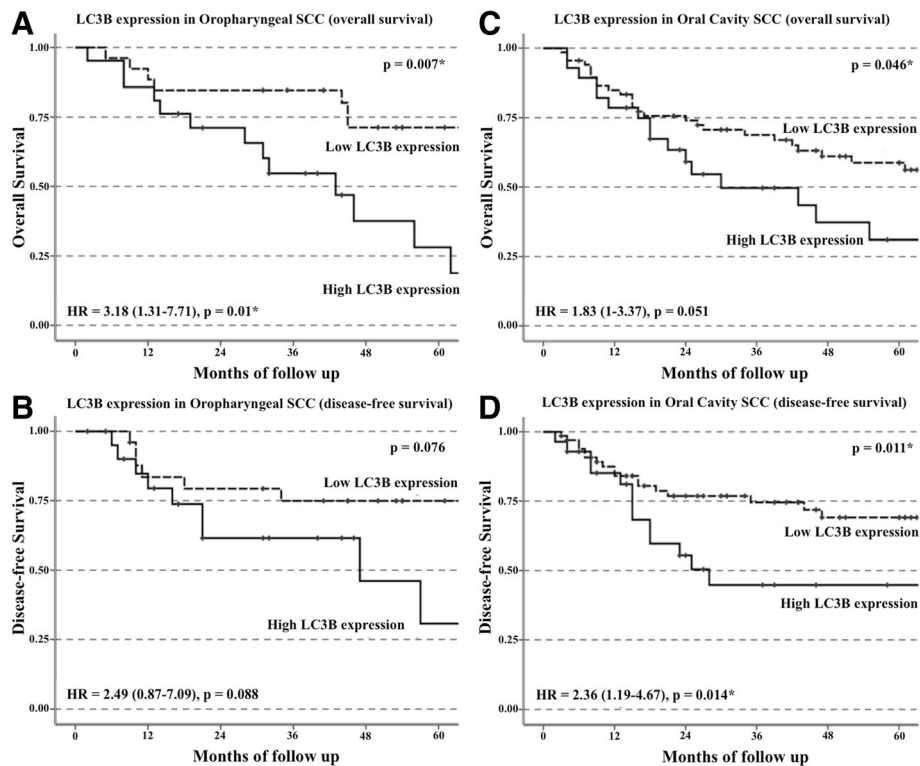 A
LC3B expression in Oropharyngeal SCC (overall survival)
1.00
0.75
0.50
0.25
0.00
Overall Survival
p = 0.007*
Low LC3B expression
High LC3B expression
HR = 3.18 (1.31-7.71), p = 0.01*
0 12 24 36 48 60
Months of follow up
C
LC3B expression in Oral Cavity SCC (overall survival)
1.00
0.75
0.50
0.25
0.00
Overall Survival
p = 0.046*
Low LC3B expression
High LC3B expression
HR = 1.83 (1-3.37), p = 0.051
0 12 24 36 48 60
Months of follow up
B
LC3B expression in Oropharyngeal SCC (disease-free survival)
1.00
0.75
0.50
0.25
0.00
Disease-free Survival
p = 0.076
Low LC3B expression
High LC3B expression
HR = 2.49 (0.87-7.09), p = 0.088
0 12 24 36 48 60
Months of follow up
D
LC3B expression in Oral Cavity SCC (disease-free survival)
1.00
0.75
0.50
0.25
0.00
Disease-free Survival
p = 0.011*
Low LC3B expression
High LC3B expression
HR = 2.36 (1.19-4.67), p = 0.014*
0 12 24 36 48 60
Months of follow up